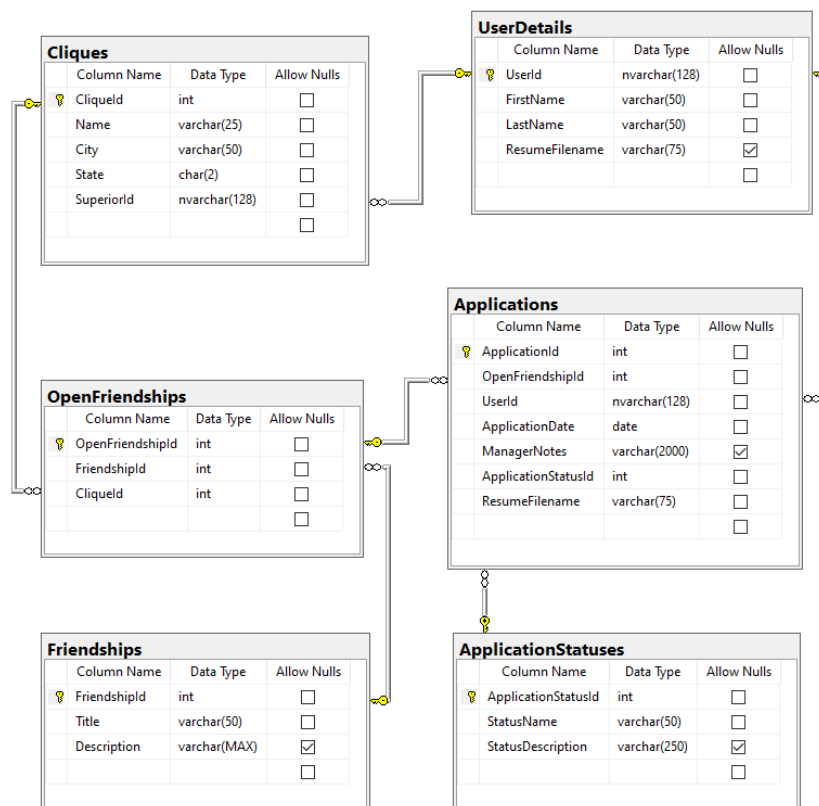 Cliques
Column Name Data Type Allow Nulls
CliqueId int
Name varchar(25)
City varchar(50)
State char(2)
SuperiorId nvarchar(128)
UserDetails
Column Name Data Type Allow Nulls
UserId nvarchar(128)
FirstName varchar(50)
LastName varchar(50)
ResumeFilename varchar(75)
Applications
Column Name Data Type Allow Nulls
ApplicationId int
OpenFriendshipId int
UserId nvarchar(128)
ApplicationDate date
ManagerNotes varchar(2000)
ApplicationStatusId int
ResumeFilename varchar(75)
OpenFriendships
Column Name Data Type Allow Nulls
OpenFriendshipId int
FriendshipId int
CliqueId int
Friendships
Column Name Data Type Allow Nulls
FriendshipId int
Title varchar(50)
Description varchar(MAX)
ApplicationStatuses
Column Name Data Type Allow Nulls
ApplicationStatusId int
StatusName varchar(50)
StatusDescription varchar(250)